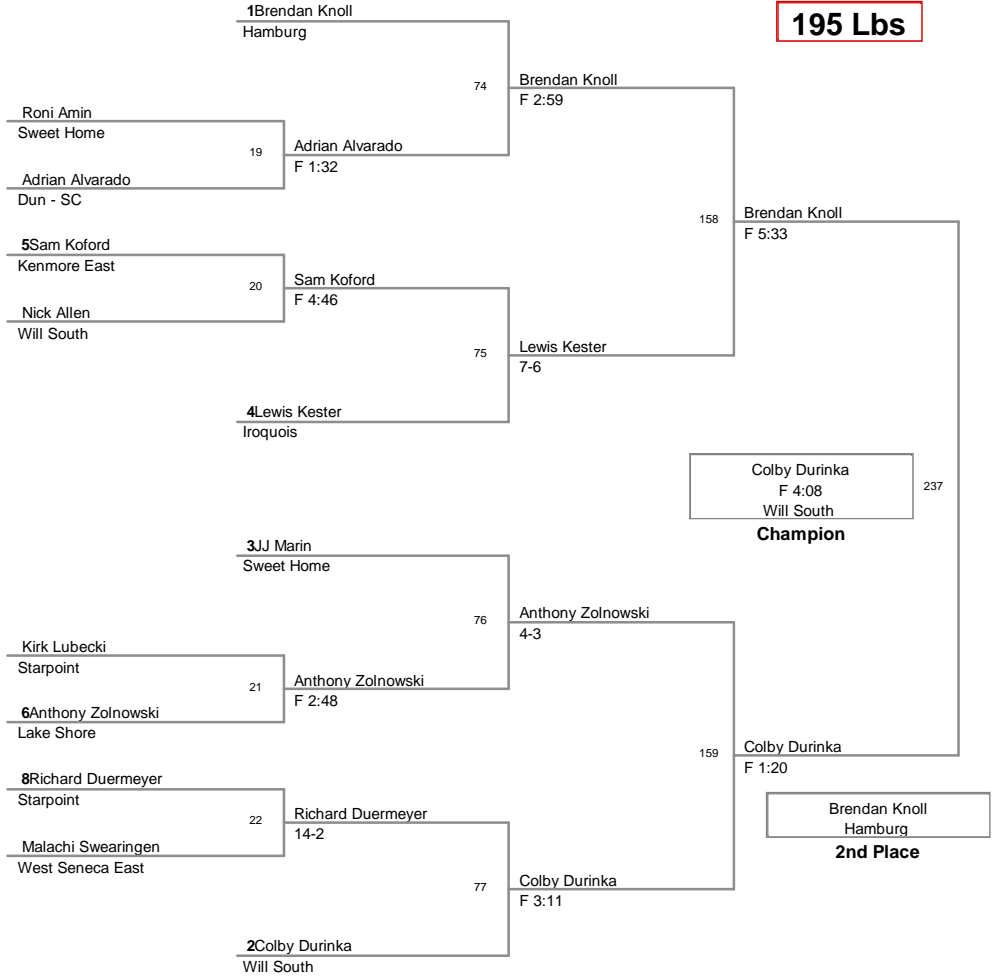 195 Lbs
1Brendan Knoll
Hamburg
74
Brendan Knoll
F 2:59
Roni Amin
Sweet Home
19
Adrian Alvarado
F 1:32
Adrian Alvarado
Dun - SC
158
Brendan Knoll
F 5:33
5Sam Koford
Kenmore East
20
Sam Koford
F 4:46
Nick Allen
Will South
75
Lewis Kester
7-6
4Lewis Kester
Iroquois
Colby Durinka
F 4:08
Will South
237
Champion
3JJ Marin
Sweet Home
76
Anthony Zolnowski
4-3
Kirk Lubecki
Starpoint
21
Anthony Zolnowski
F 2:48
6Anthony Zolnowski
Lake Shore
159
Colby Durinka
F 1:20
8Richard Duermeyer
Starpoint
22
Richard Duermeyer
14-2
Malachi Swearingen
West Seneca East
Brendan Knoll
Hamburg
2nd Place
77
Colby Durinka
F 3:11
2Colby Durinka
Will South